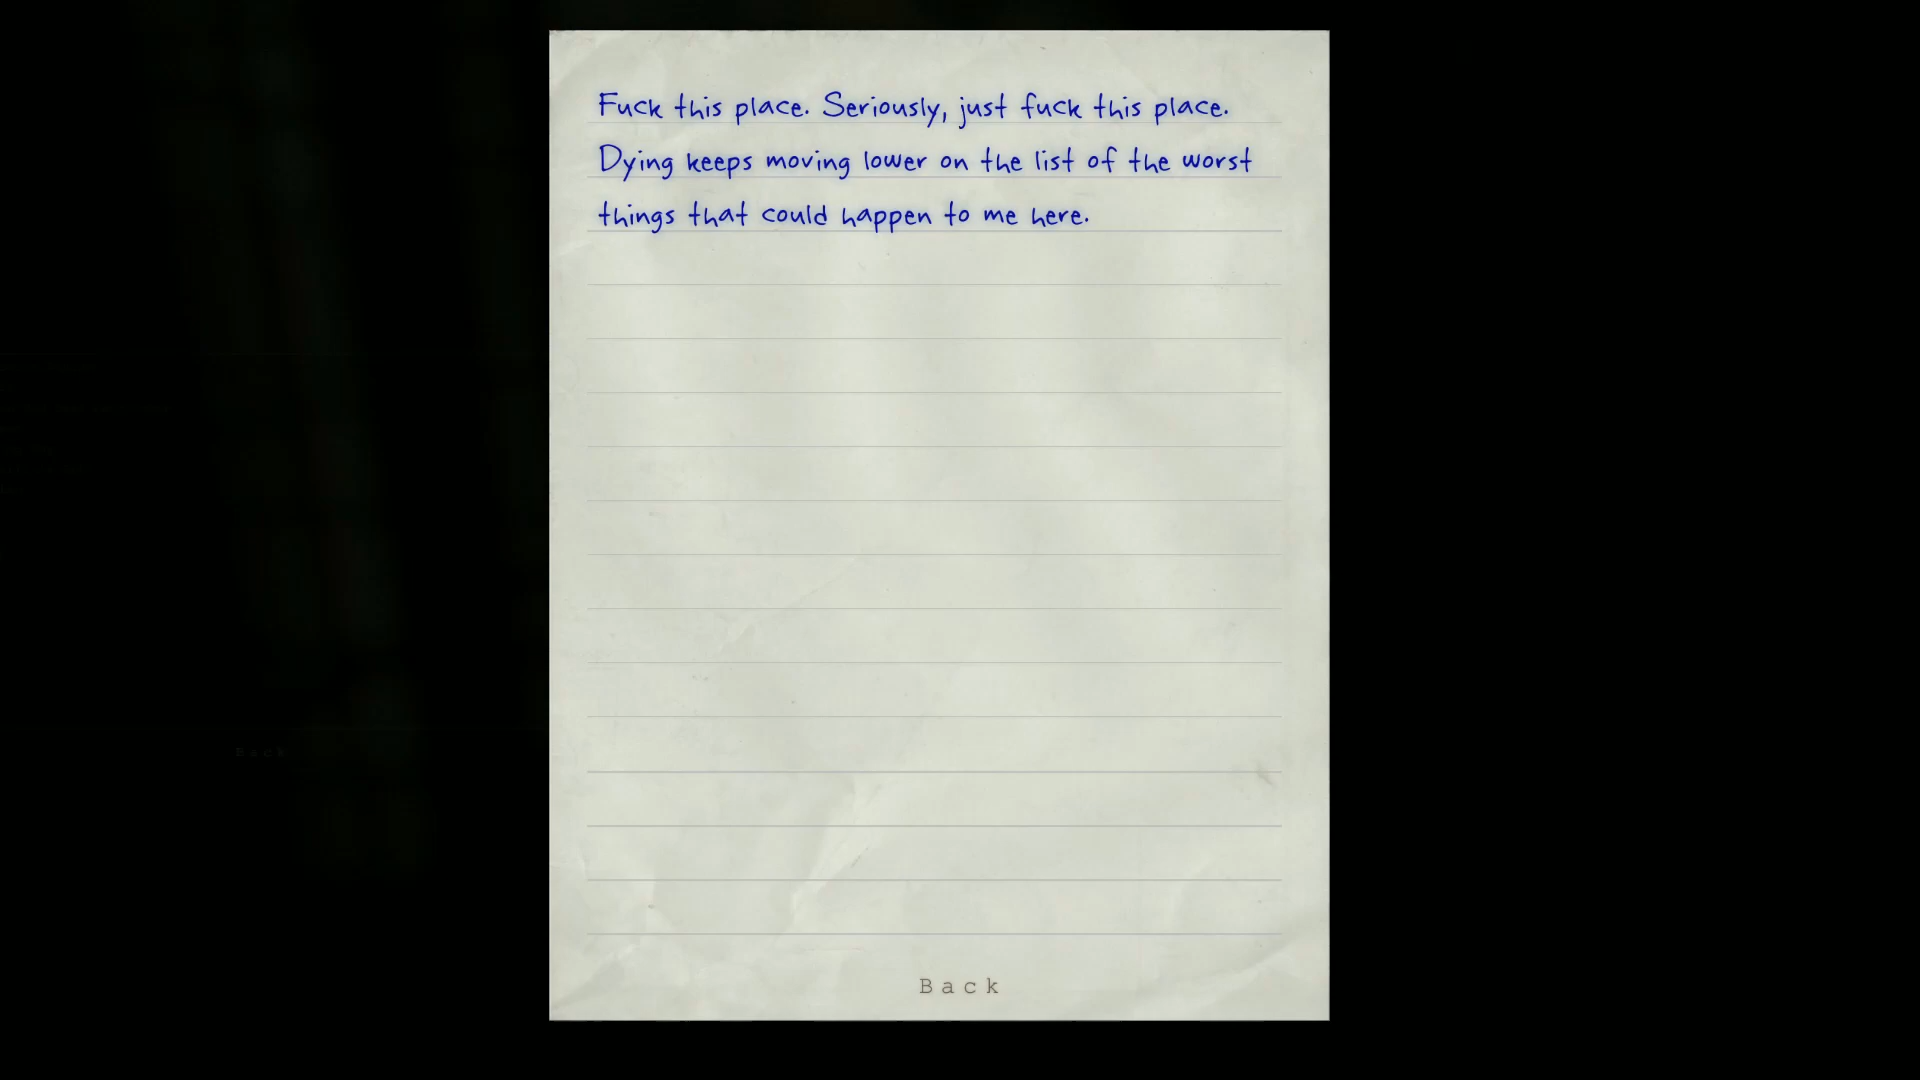 Fuck this place. Seriously, just fuck this place.
Dying keeps moving lower on the list of the worst
things that could happen to me here.
Back
Back